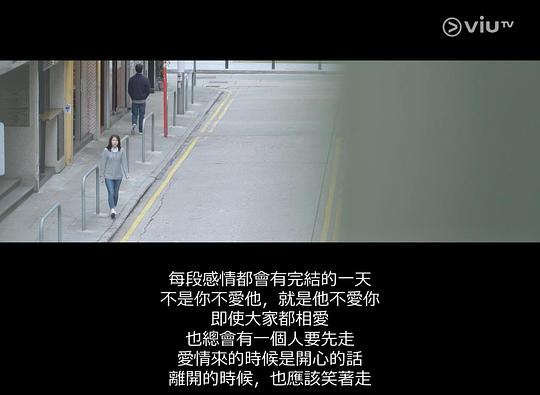 viuTV
每段感情都會有完結的一天
不是你不愛他，就是他不愛你
即使大家都相愛
也總會有一個人要先走
愛情來的時候是開心的話
離開的時候，也應該笑著走